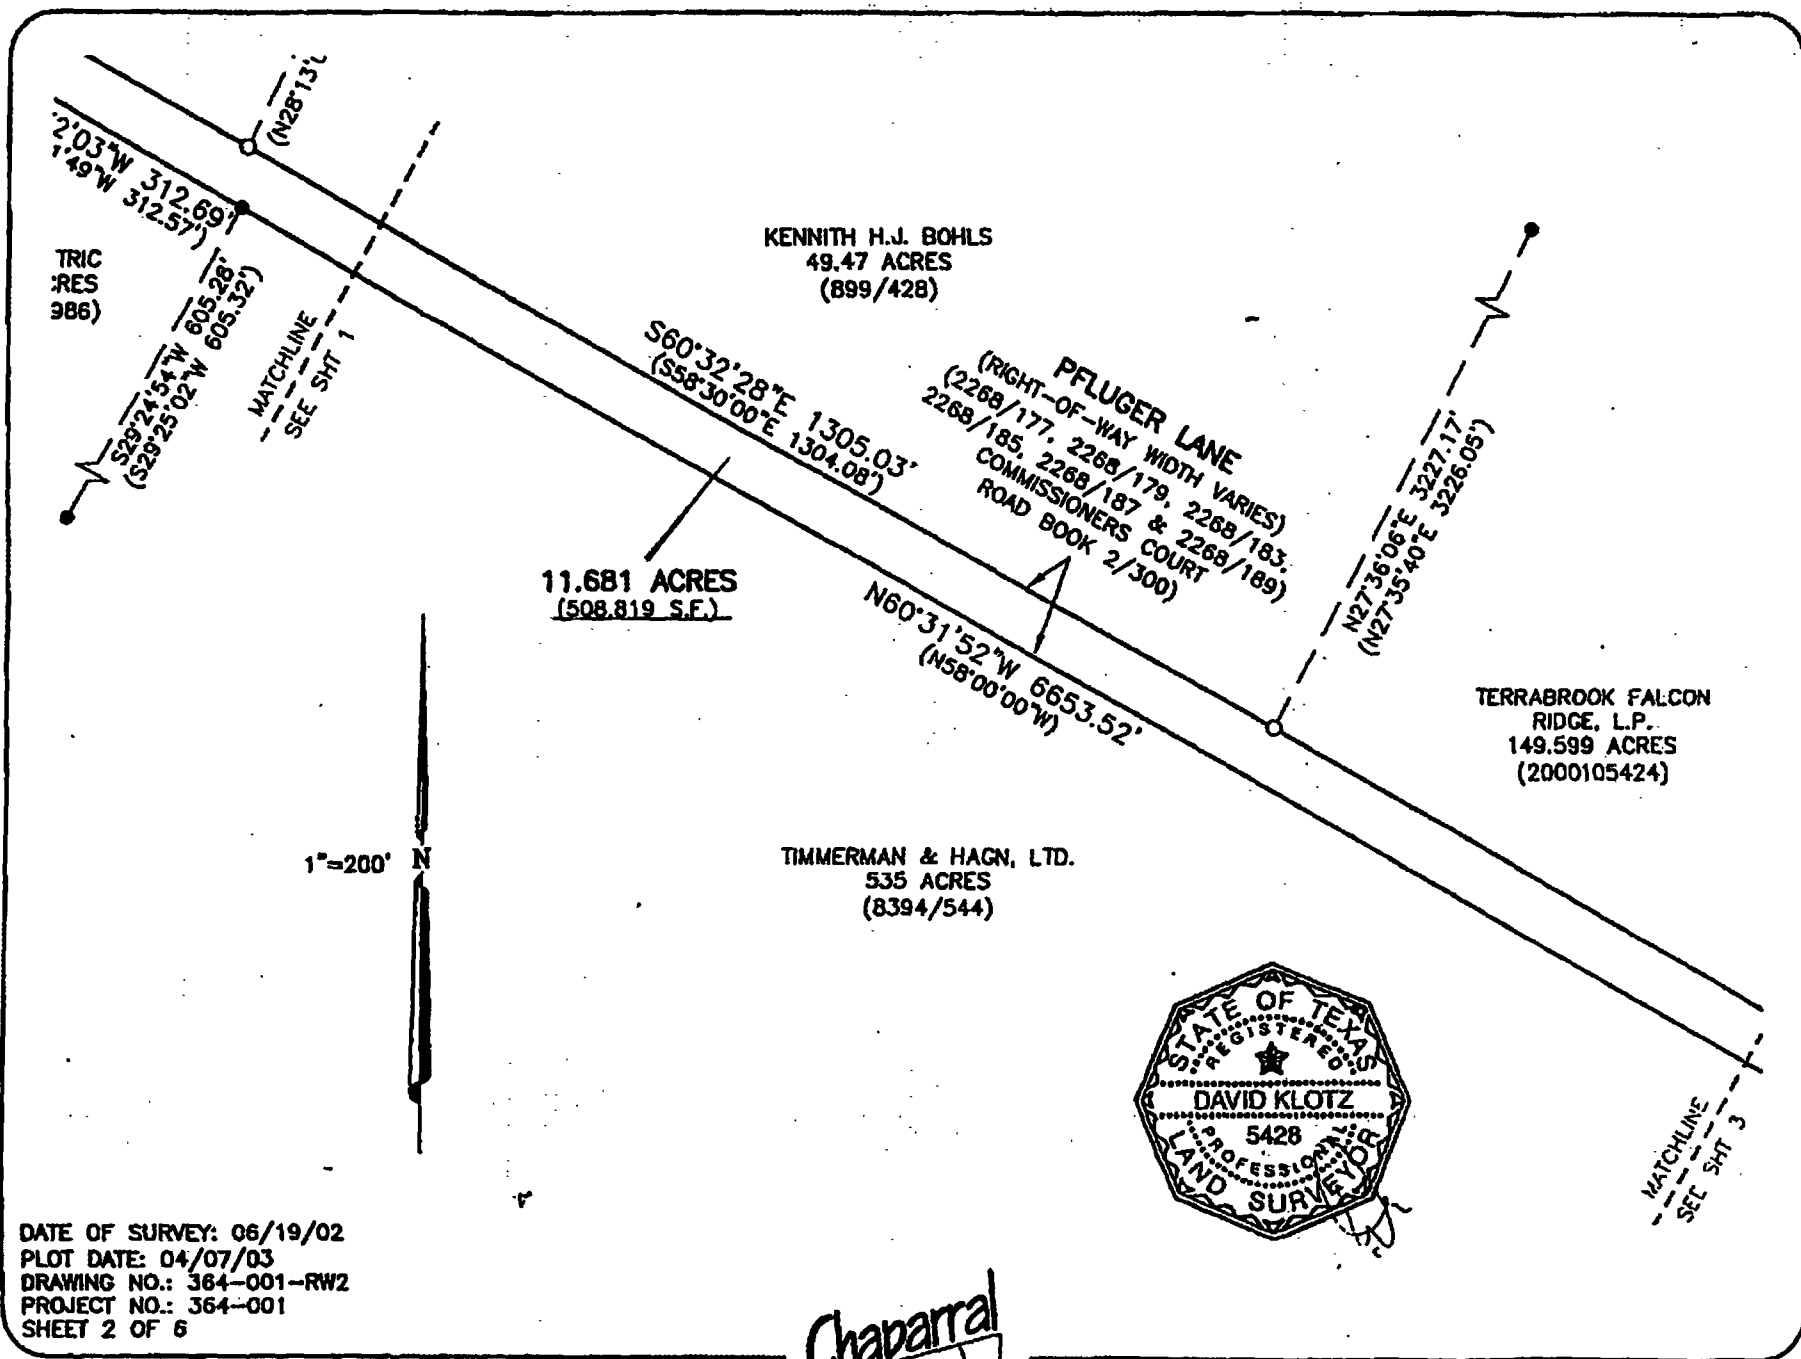 (N28°13'
2'03"W 312.69'
1'49"W 312.57')
TRIC
RES
986)
S29°24'54"W 605.28'
(S29°25'02"W 605.32')
MATCHLINE
SEE SHT 1
KENNITH H.J. BOHLS
49.47 ACRES
(899/428)
S60°32'28"E 1305.03'
(S58°30'00"E 1304.08')
PFLUGER LANE
(RIGHT-OF-WAY WIDTH VARIES)
(2268/177, 2268/179, 2268/183,
2268/185, 2268/187 & 2268/189)
COMMISSIONERS COURT
ROAD BOOK 2/300)
N27°36'06"E 3227.17'
(N27°35'40"E 3226.05')
11.681 ACRES
(508.819 S.F.)
N60°31'52"W 6653.52'
(N58°00'00"W)
TERRABROOK FALCON
RIDGE, L.P.
149.599 ACRES
(2000105424)
1"=200'
N
TIMMERMAN & HAGN, LTD.
535 ACRES
(8394/544)
STATE OF TEXAS
REGISTERED
DAVID KLOTZ
5428
PROFESSIONAL
LAND SURVEYOR
MATCHLINE
SEE SHT 3
DATE OF SURVEY: 06/19/02
PLOT DATE: 04/07/03
DRAWING NO.: 364-001-RW2
PROJECT NO.: 364-001
SHEET 2 OF 6
Chaparral